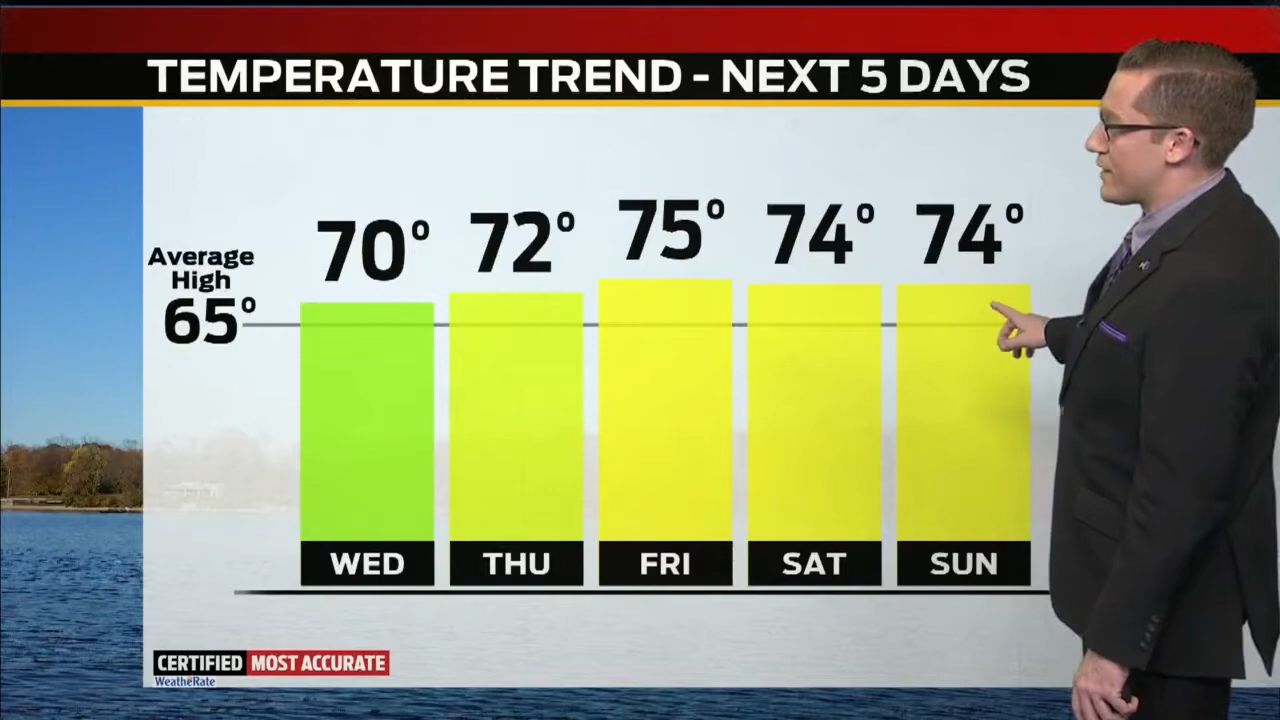 TEMPERATURE TREND - NEXT 5 DAYS
Average
High
65°
70° 72° 75° 74° 74°
WED THU FRI SAT SUN
CERTIFIED MOST ACCURATE
WeatheRate